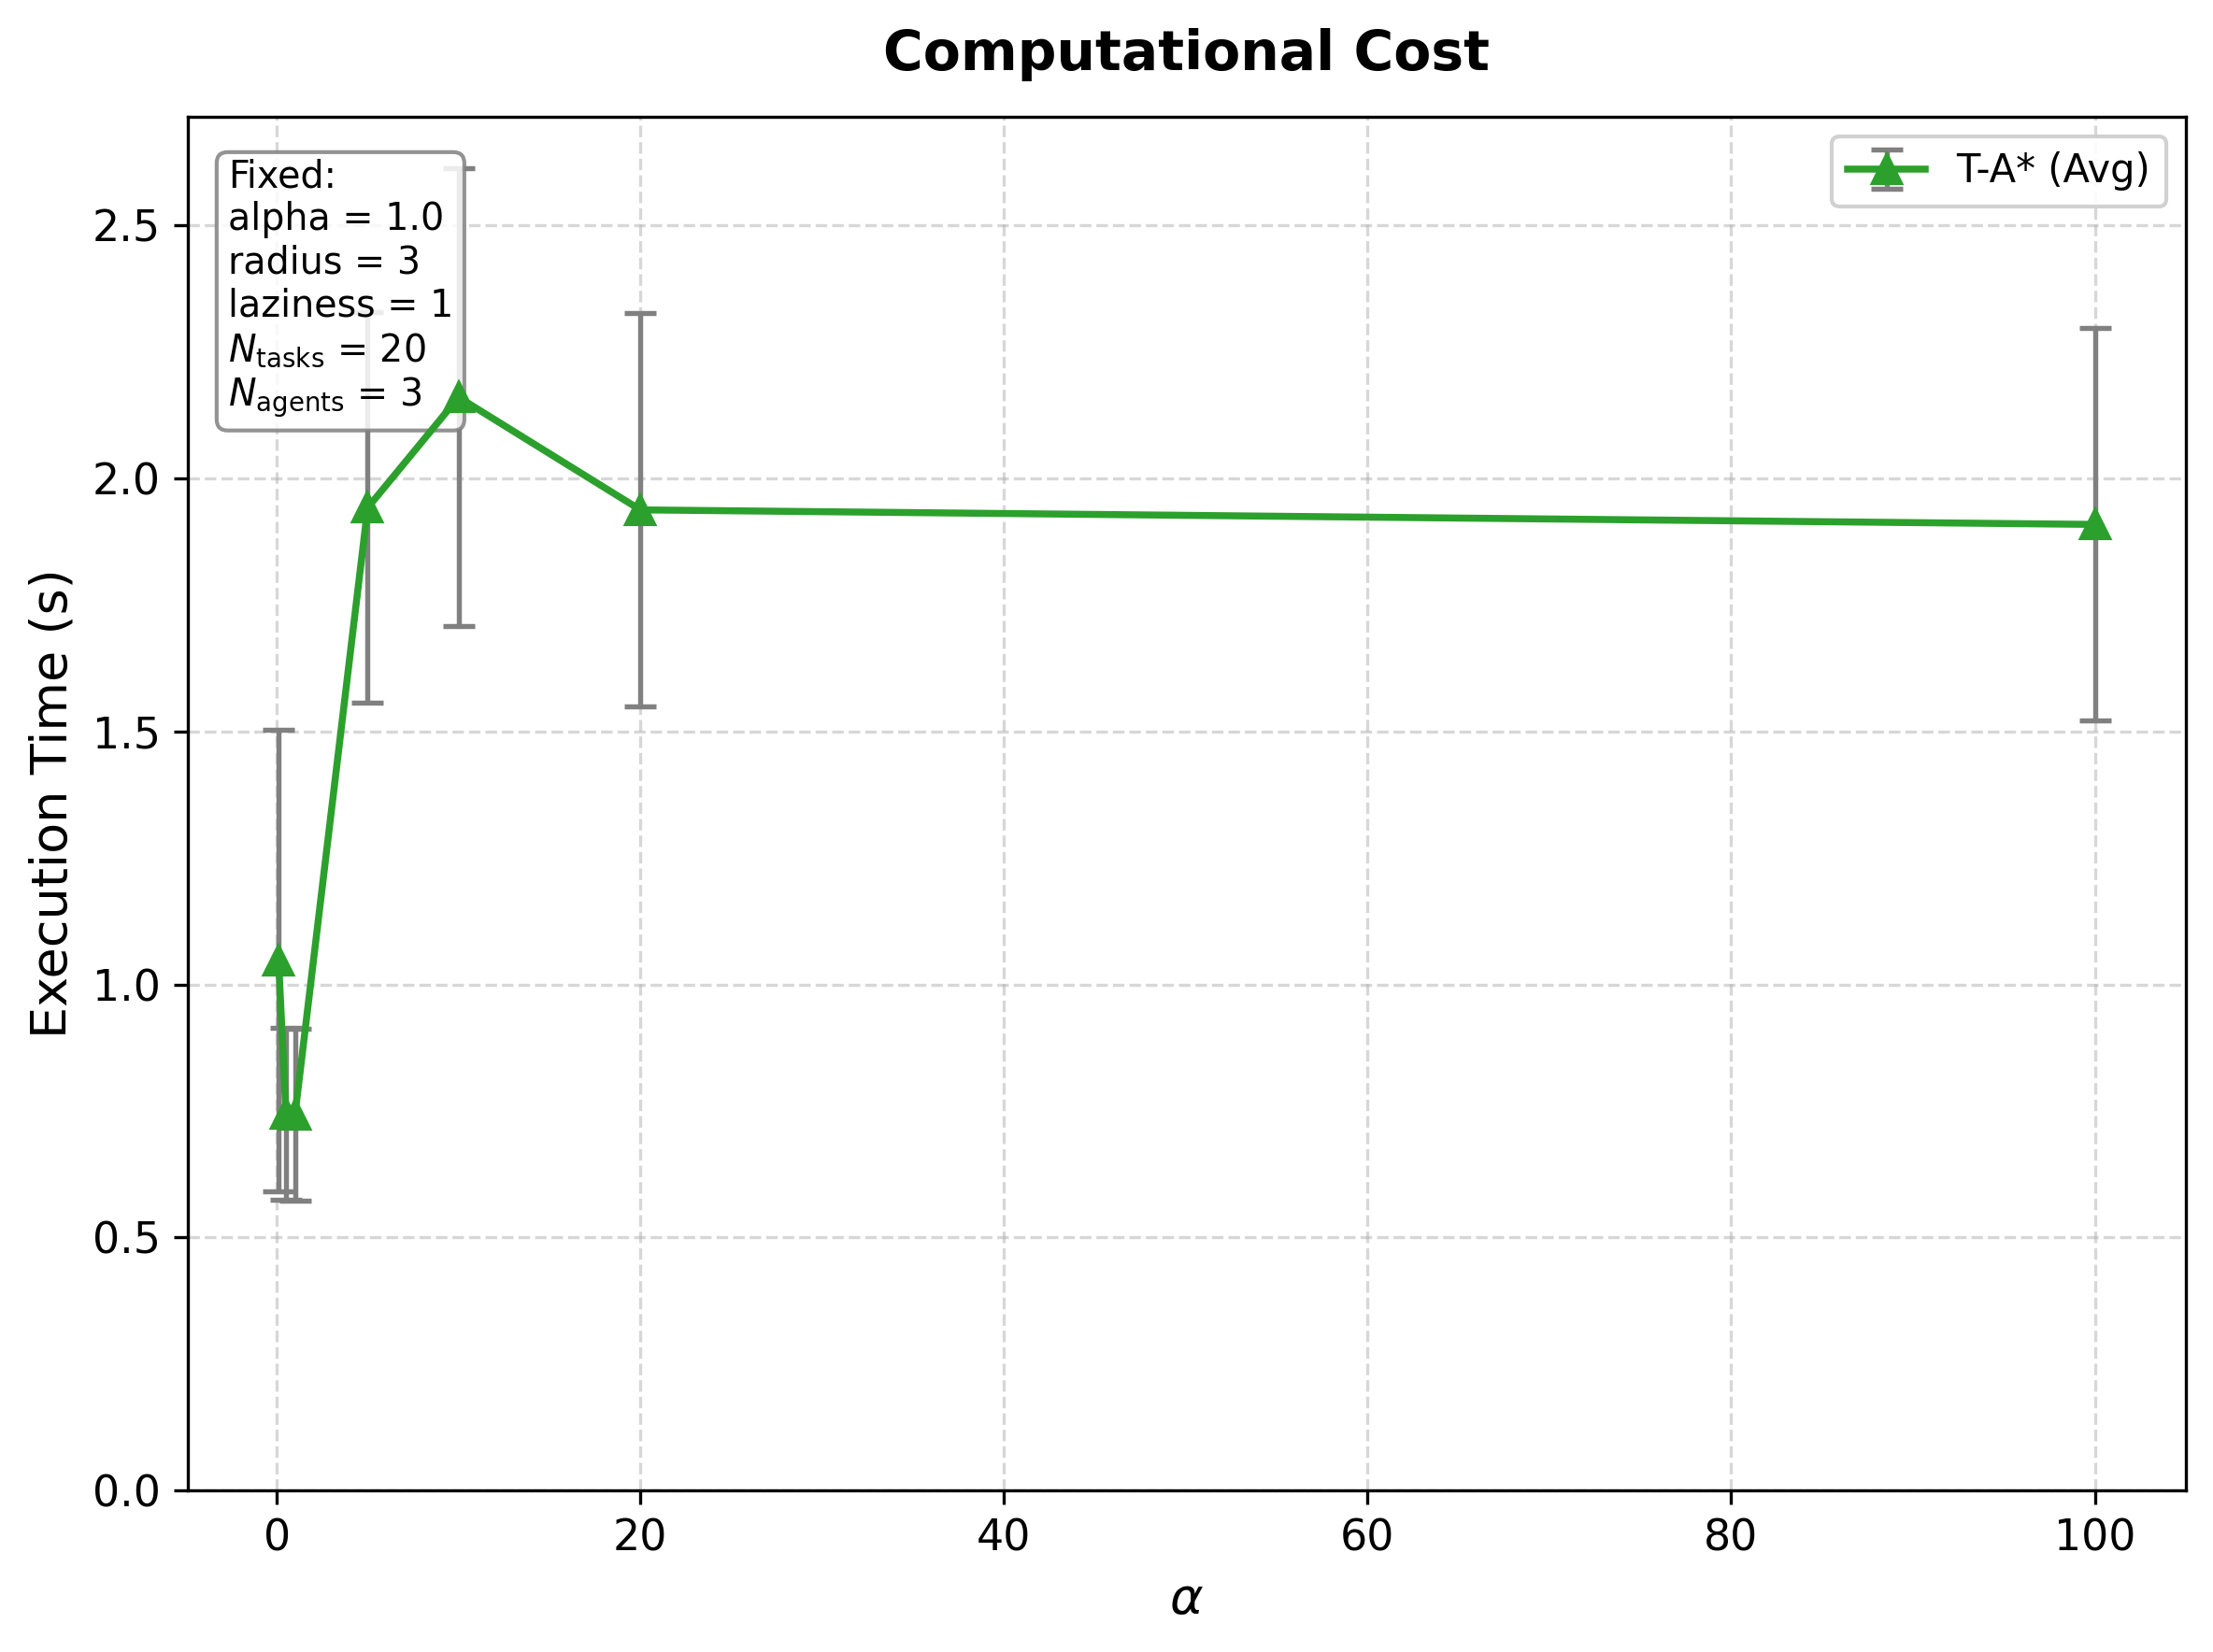 Computational Cost
Fixed:
alpha = 1.0
radius = 3
laziness = 1
N_tasks = 20
N_agents = 3
T-A* (Avg)
Execution Time (s)
2.5
2.0
1.5
1.0
0.5
0.0
0 20 40 60 80 100
α